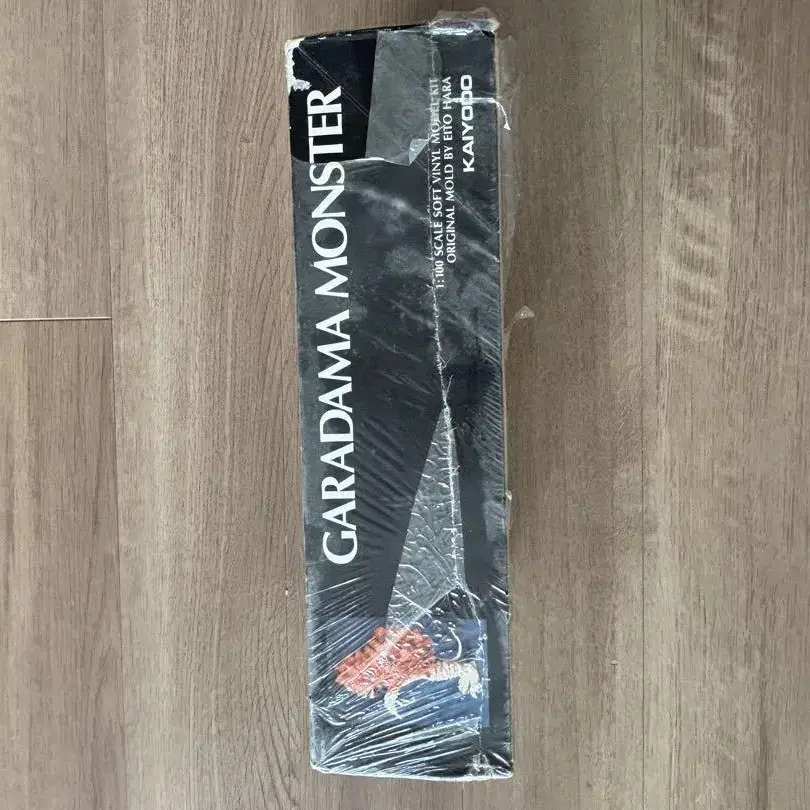 GARADAMA MONSTER
1:100 SCALE SOFT VINYL MODEL KIT
ORIGINAL MOLD BY EITO HARA
KAIYODO